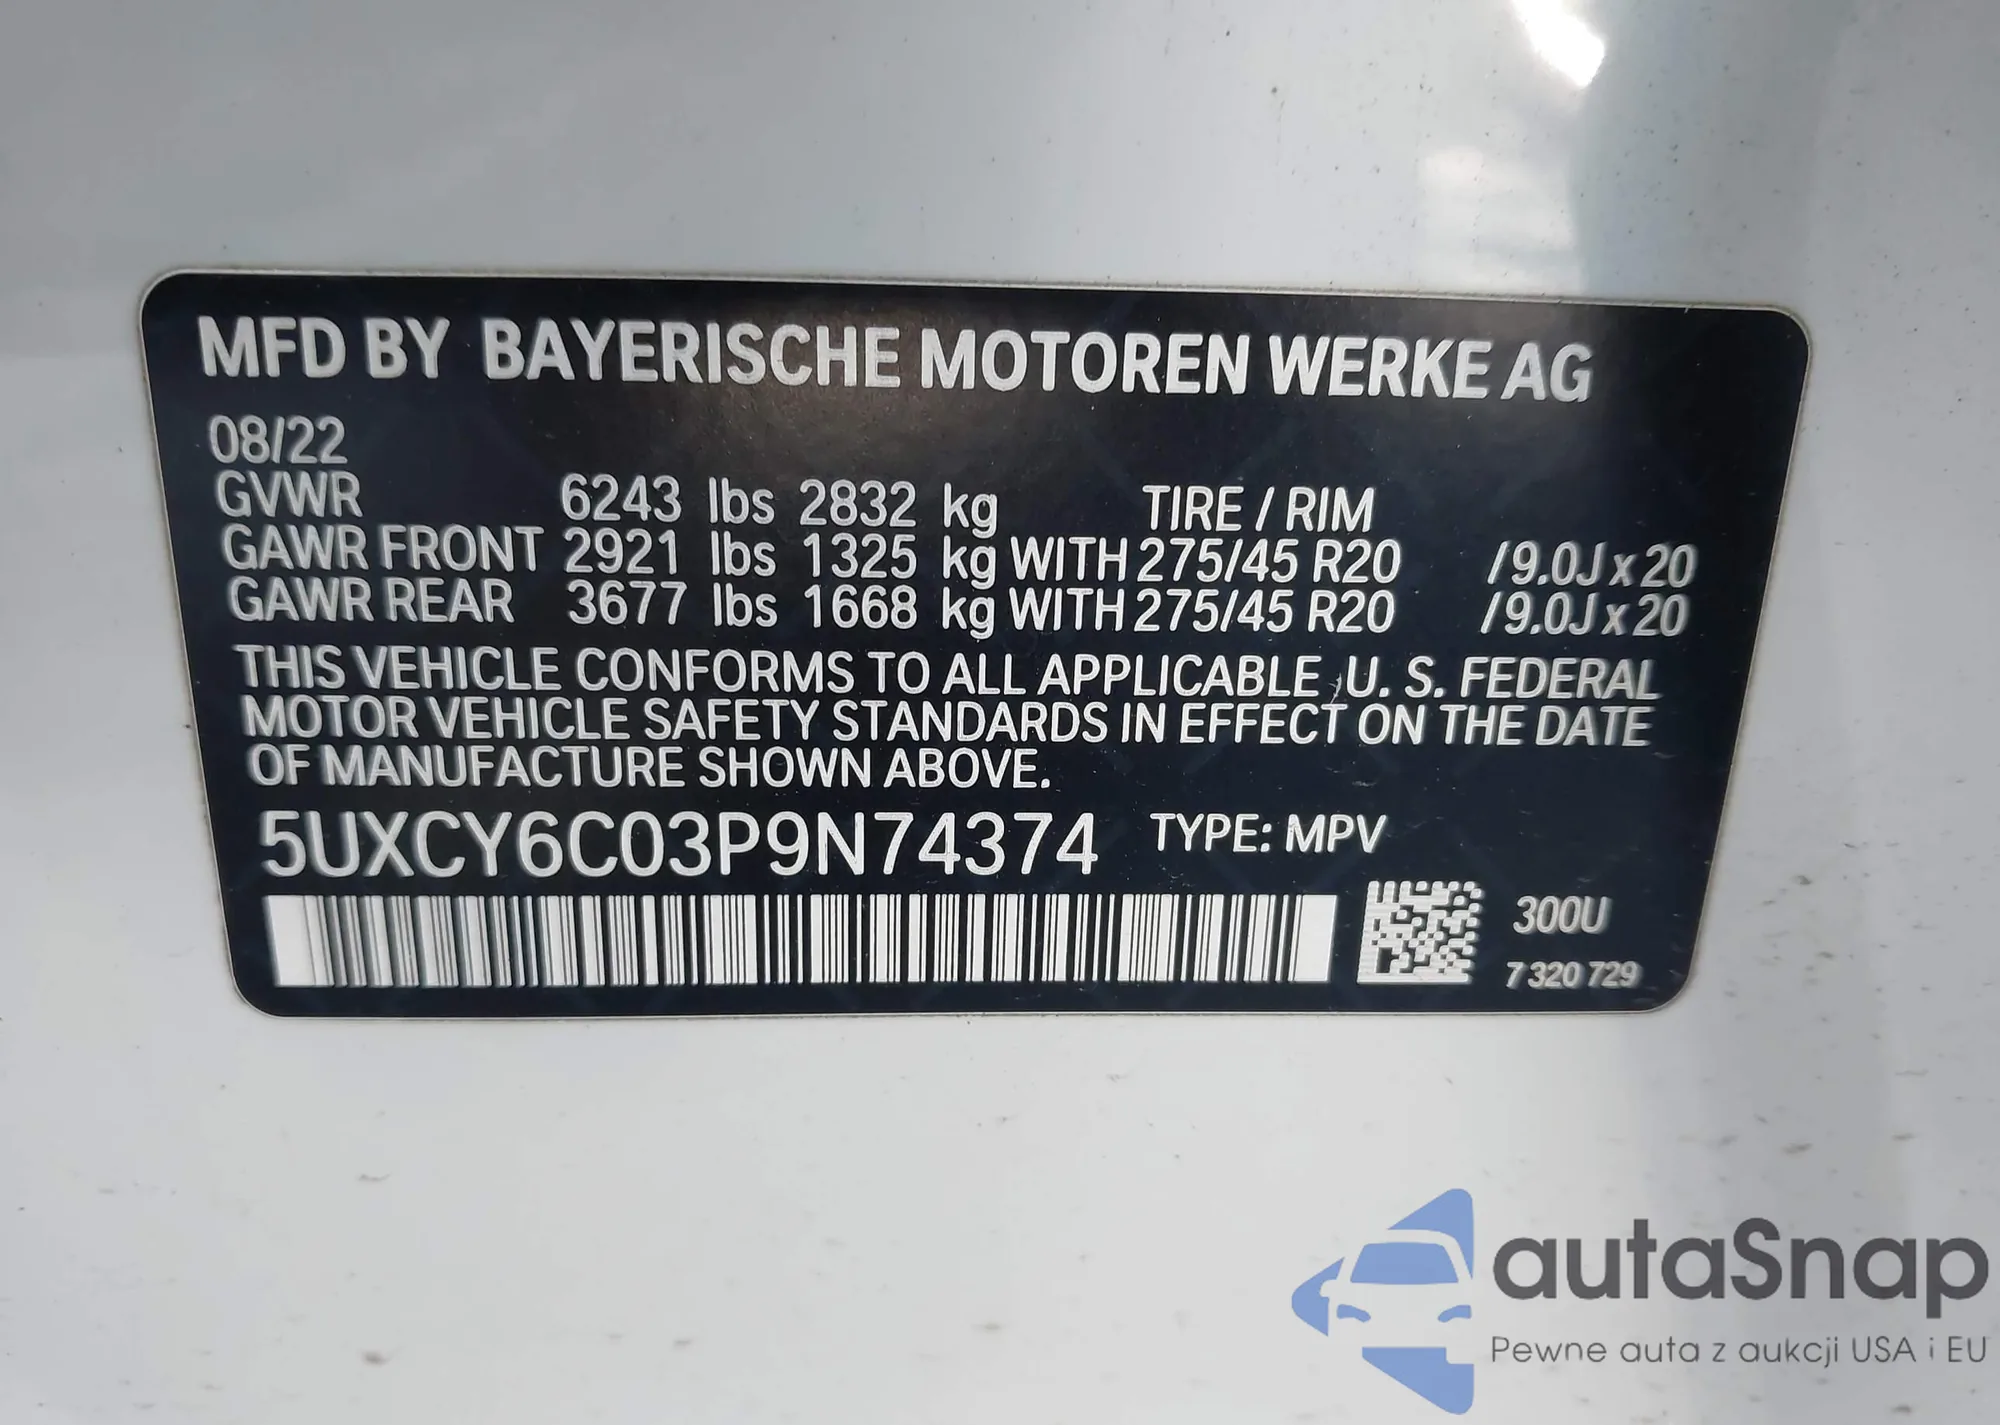 MFD BY BAYERISCHE MOTOREN WERKE AG
08/22
GVWR 6243 lbs 2832 kg TIRE / RIM
GAWR FRONT 2921 lbs 1325 kg WITH 275/45 R20 /9.0J x 20
GAWR REAR 3677 lbs 1668 kg WITH 275/45 R20 /9.0J x 20
THIS VEHICLE CONFORMS TO ALL APPLICABLE U. S. FEDERAL
MOTOR VEHICLE SAFETY STANDARDS IN EFFECT ON THE DATE
OF MANUFACTURE SHOWN ABOVE.
5UXCY6C03P9N74374 TYPE: MPV
300U
7 320 729
autaSnap
Pewne auta z aukcji USA i EU